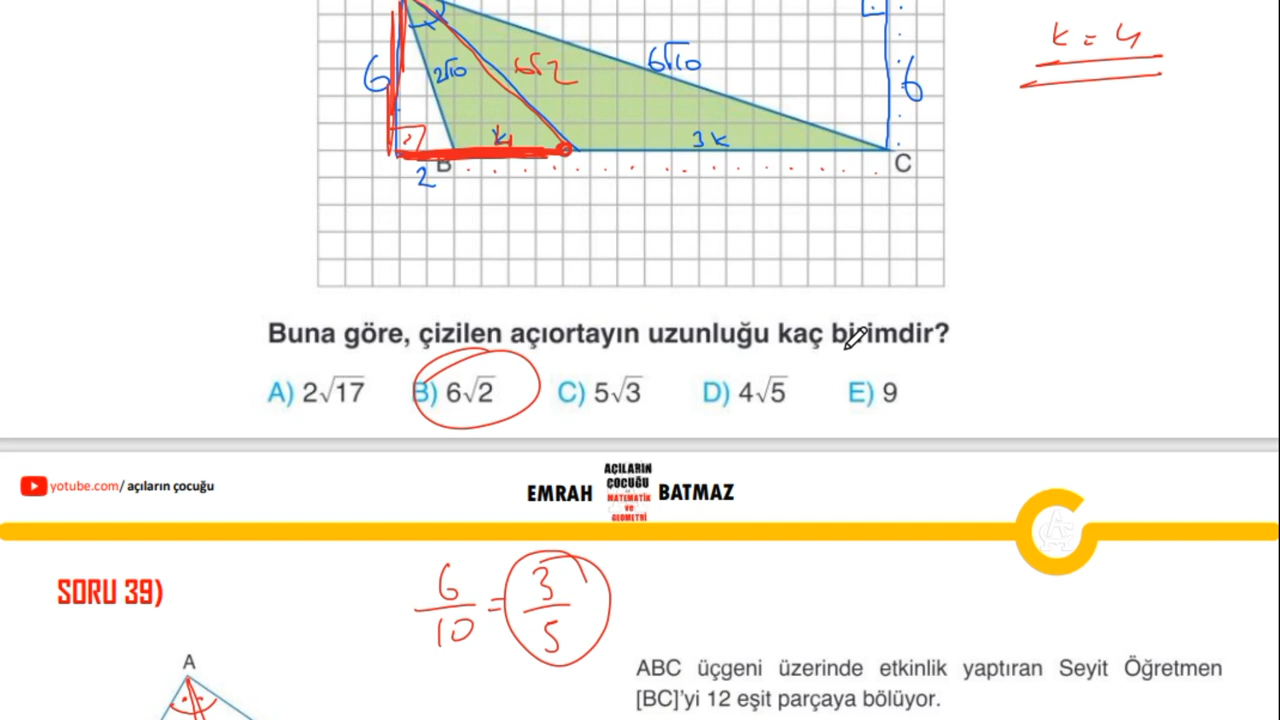 k = 4
6
2√10
6√2
6√10
6
3k
B
C
2
Buna göre, çizilen açıortayın uzunluğu kaç birimdir?
A) 2√17 B) 6√2 C) 5√3 D) 4√5 E) 9
yotube.com/ açıların çocuğu
EMRAH AÇILARIN ÇOCUĞU MATEMATİK ve GEOMETRİ BATMAZ
SORU 39)
6/10 = 3/5
A
ABC üçgeni üzerinde etkinlik yaptıran Seyit Öğretmen
[BC]'yi 12 eşit parçaya bölüyor.